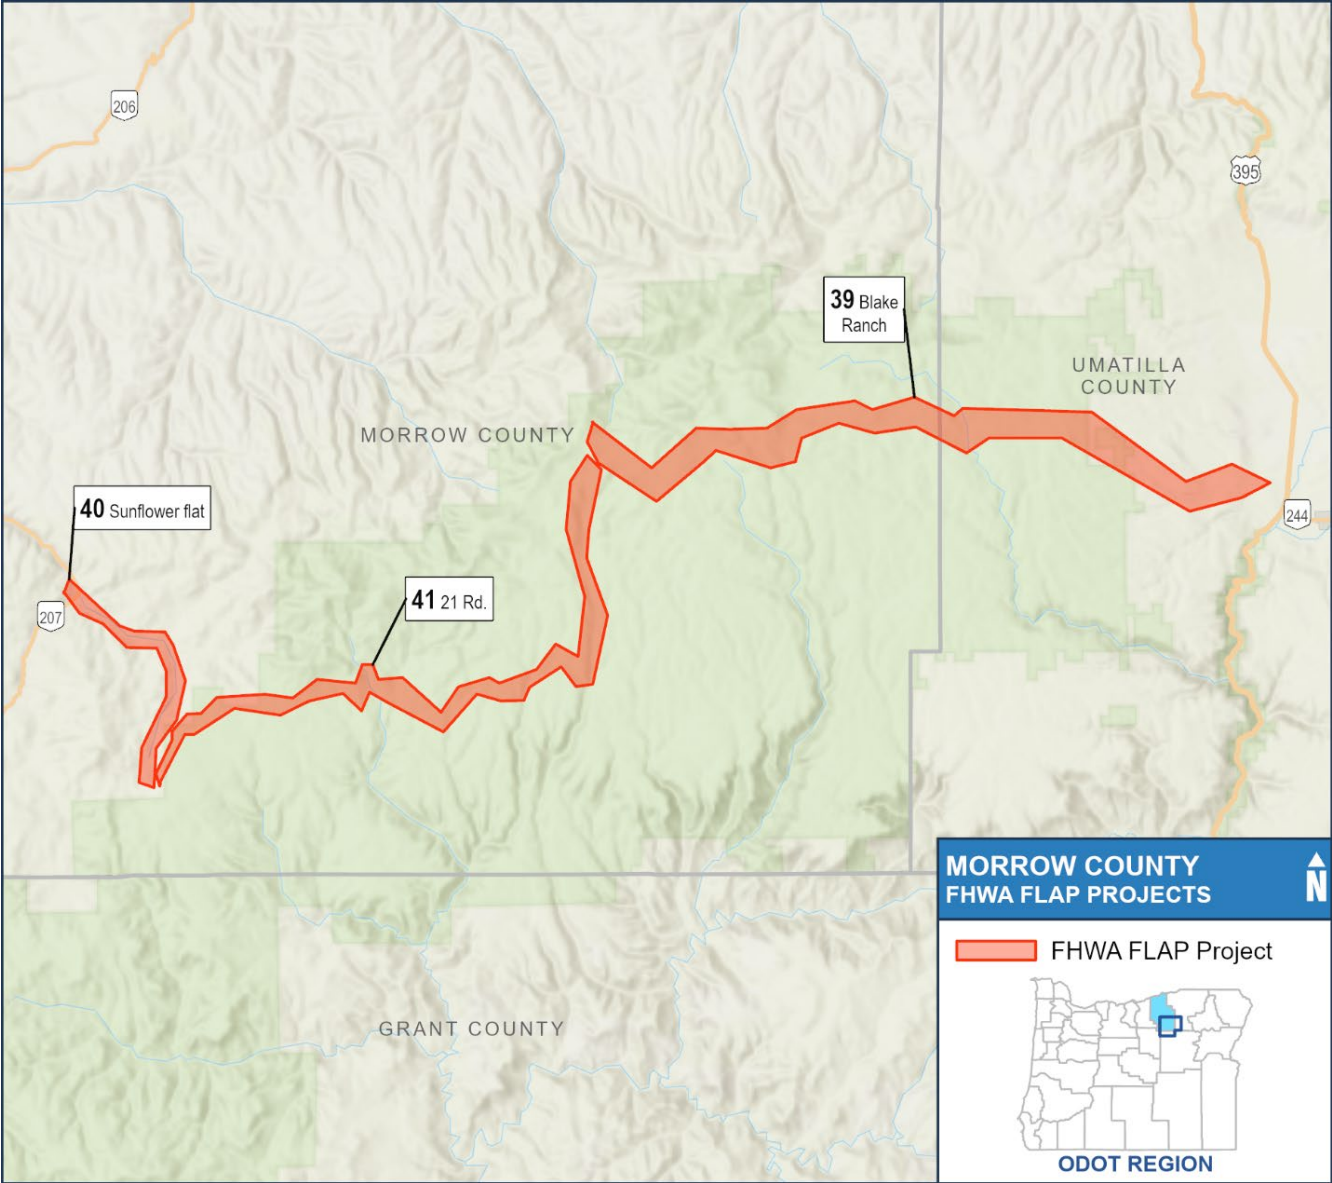 206
395
39 Blake
Ranch
UMATILLA
COUNTY
MORROW COUNTY
40 Sunflower flat
244
41 21 Rd.
207
MORROW COUNTY
FHWA FLAP PROJECTS
N
FHWA FLAP Project
GRANT COUNTY
ODOT REGION